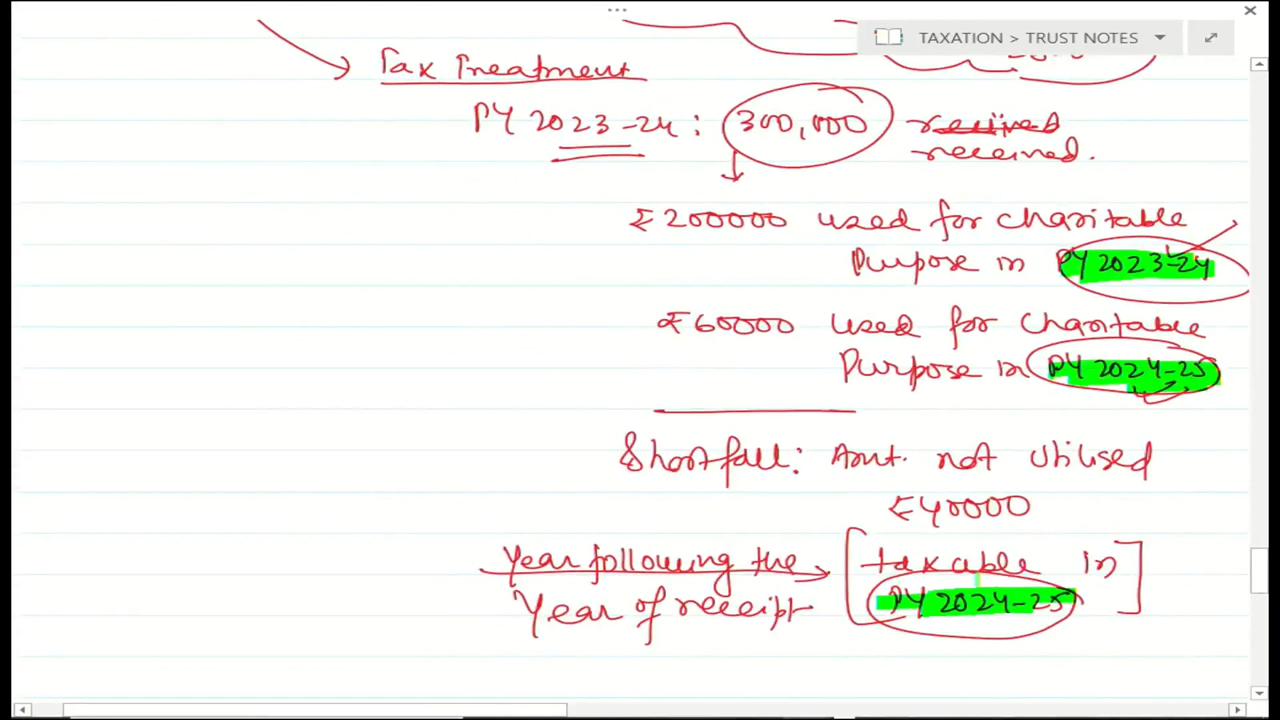 TAXATION > TRUST NOTES
Tax Treatment
PY 2023-24: 300,000 received
received.
₹200000 used for charitable
Purpose in PY 2023-24
₹60000 used for charitable
Purpose in PY 2024-25
Shortfall: Amt. not utilised
₹40000
Year following the
Year of receipt
[taxable in
PY 2024-25]